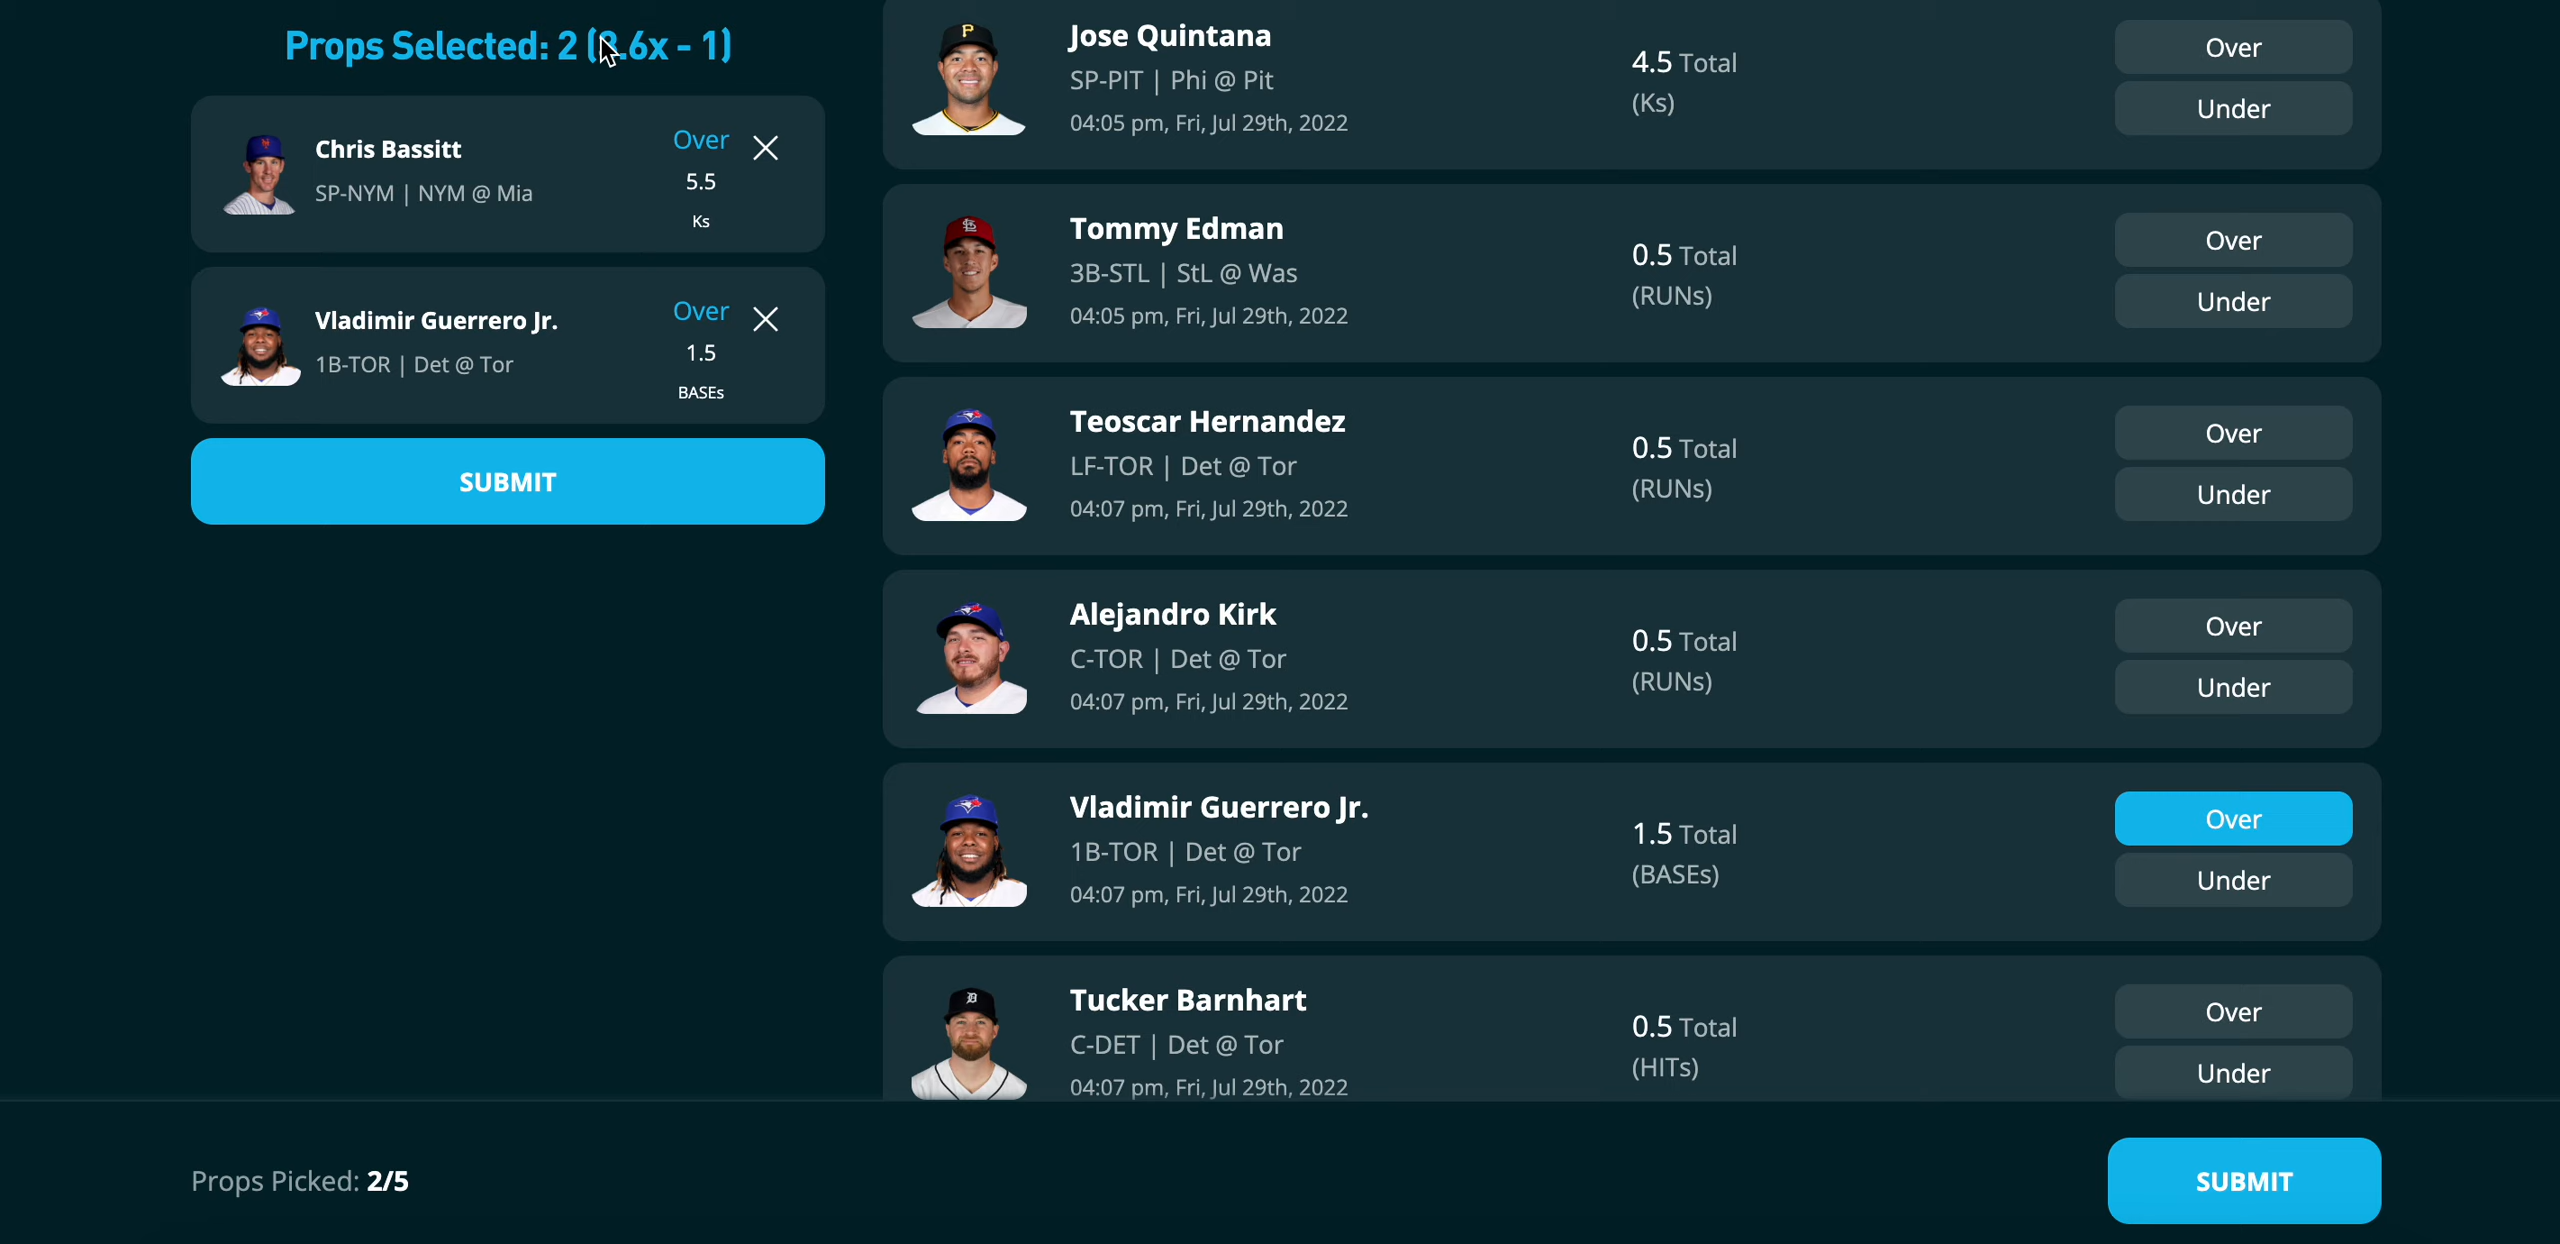 Props Selected: 2 ( .6x - 1)
Chris Bassitt
SP-NYM | NYM @ Mia
Over
5.5
Ks
Vladimir Guerrero Jr.
1B-TOR | Det @ Tor
Over
1.5
BASEs
SUBMIT
Jose Quintana
SP-PIT | Phi @ Pit
04:05 pm, Fri, Jul 29th, 2022
4.5 Total
(Ks)
Over
Under
Tommy Edman
3B-STL | StL @ Was
04:05 pm, Fri, Jul 29th, 2022
0.5 Total
(RUNs)
Over
Under
Teoscar Hernandez
LF-TOR | Det @ Tor
04:07 pm, Fri, Jul 29th, 2022
0.5 Total
(RUNs)
Over
Under
Alejandro Kirk
C-TOR | Det @ Tor
04:07 pm, Fri, Jul 29th, 2022
0.5 Total
(RUNs)
Over
Under
Vladimir Guerrero Jr.
1B-TOR | Det @ Tor
04:07 pm, Fri, Jul 29th, 2022
1.5 Total
(BASEs)
Over
Under
Tucker Barnhart
C-DET | Det @ Tor
04:07 pm, Fri, Jul 29th, 2022
0.5 Total
(HITs)
Over
Under
Props Picked: 2/5
SUBMIT